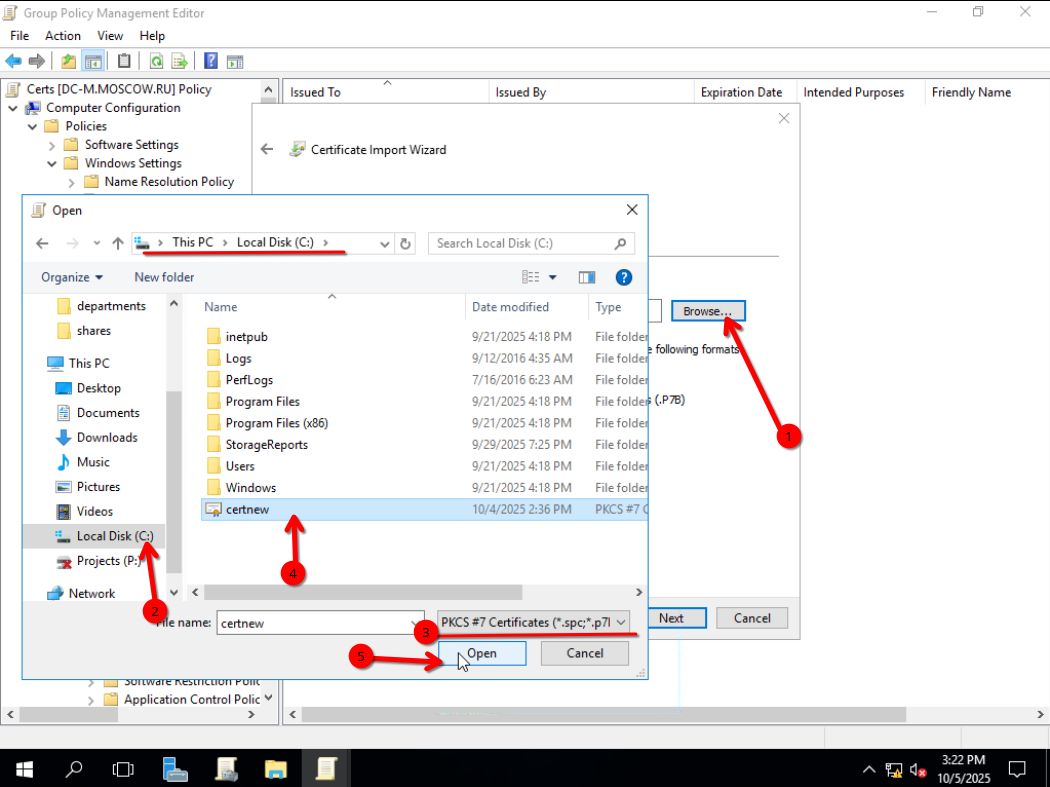 Group Policy Management Editor
File Action View Help
Certs [DC-M.MOSCOW.RU] Policy
Computer Configuration
Policies
Software Settings
Windows Settings
Name Resolution Policy
Issued To Issued By Expiration Date Intended Purposes Friendly Name
Certificate Import Wizard
Open
This PC > Local Disk (C:) >
Search Local Disk (C:)
Organize New folder
?
departments
shares
This PC
Desktop
Documents
Downloads
Music
Pictures
Videos
Local Disk (C:)
Projects (P:)
Network
Name Date modified Type
inetpub 9/21/2025 4:18 PM File folder
Logs 9/12/2016 4:35 AM File folder
PerfLogs 7/16/2016 6:23 AM File folder
Program Files 9/21/2025 4:18 PM File folder
Program Files (x86) 9/21/2025 4:18 PM File folder
StorageReports 9/29/2025 7:25 PM File folder
Users 9/21/2025 4:18 PM File folder
Windows 9/21/2025 4:18 PM File folder
certnew 10/4/2025 2:36 PM PKCS #7 C
Browse...
e following formats
(.P7B)
1
2
3
4
5
File name: certnew
PKCS #7 Certificates (*.spc;*.p7l
Open Cancel
Next Cancel
Software Restriction Polic
Application Control Polic
3:22 PM
10/5/2025